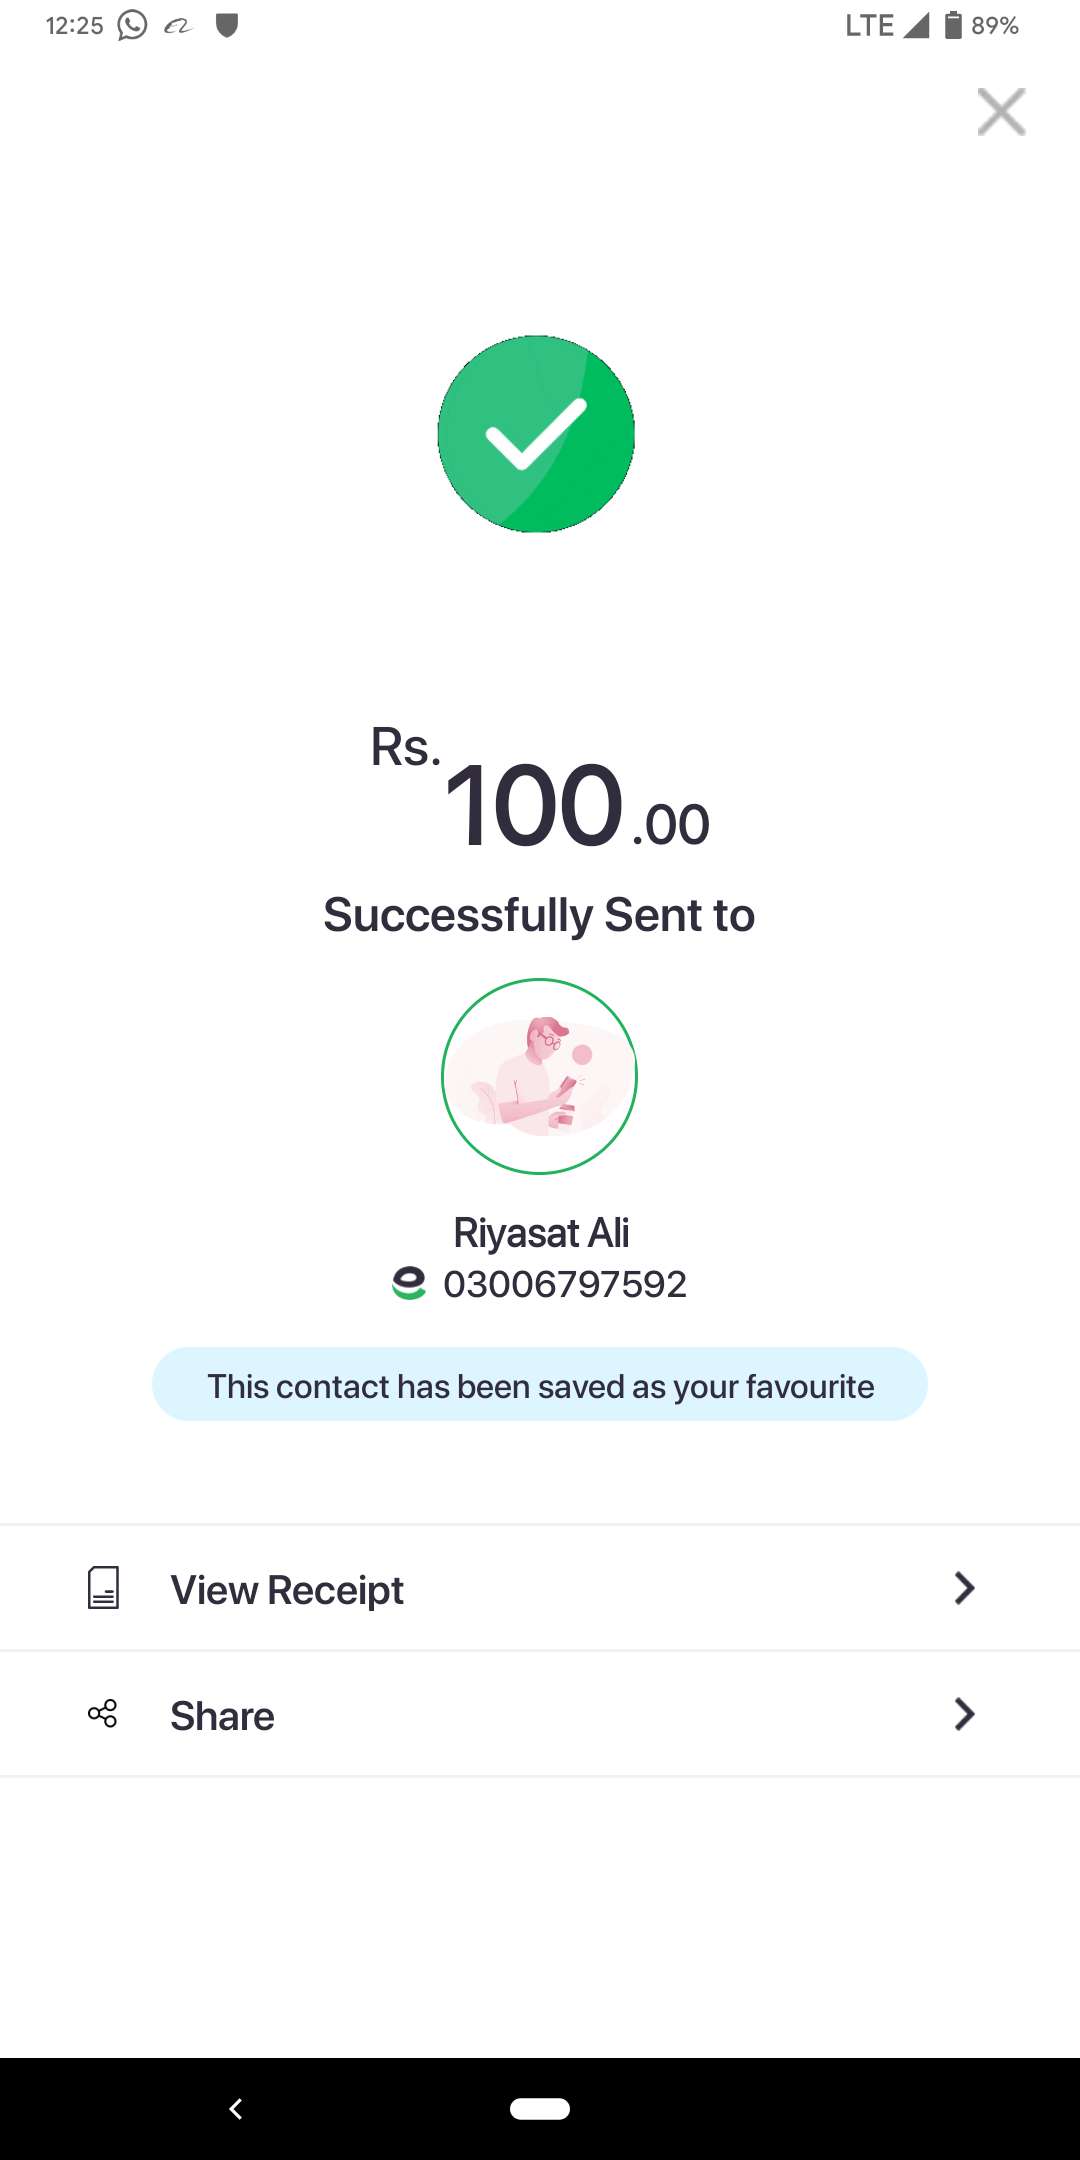 12:25 LTE 89%
Rs. 100.00
Successfully Sent to
Riyasat Ali
03006797592
This contact has been saved as your favourite
View Receipt
Share